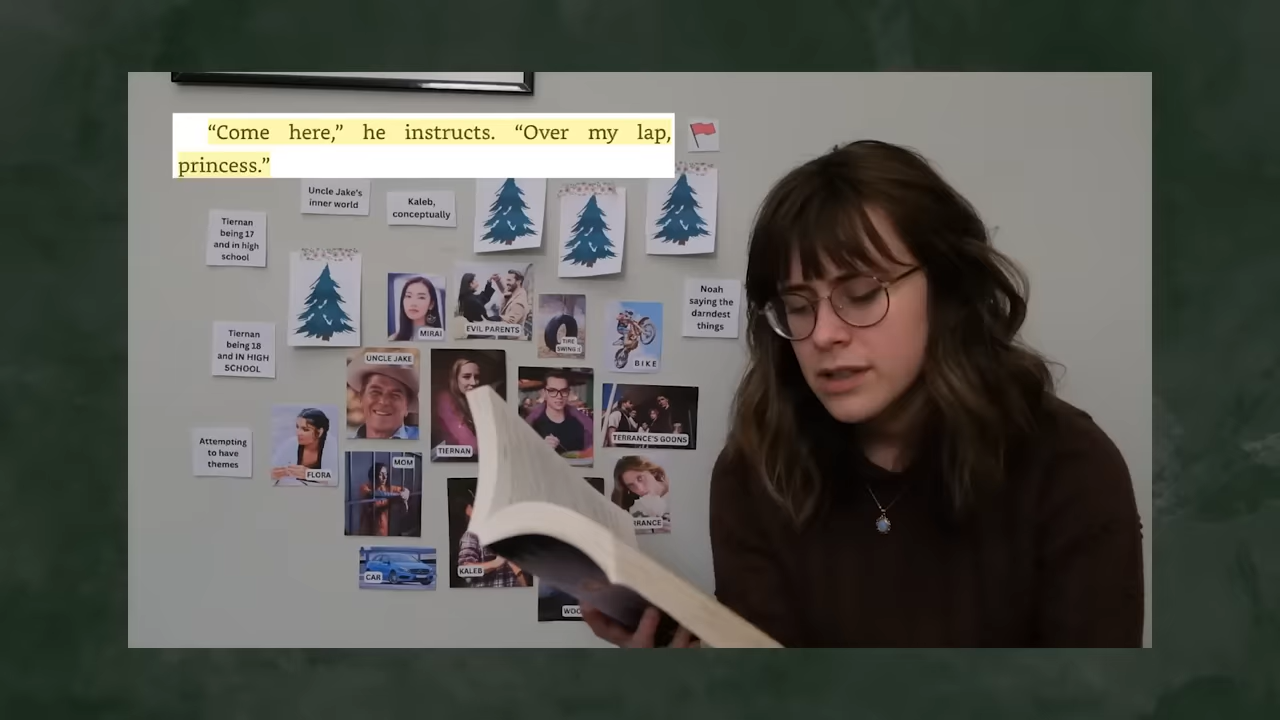 “Come here,” he instructs. “Over my lap,
princess.”
Uncle Jake's
inner world
Kaleb,
conceptually
Tiernan
being 17
and in high
school
Noah
saying the
darndest
things
MIRAI
EVIL PARENTS
TIRE
SWING!!
BIKE
Tiernan
being 18
and IN HIGH
SCHOOL
UNCLE JAKE
TIERNAN
TERRANCE'S GOONS
Attempting
to have
themes
FLORA
MOM
RRANCE
CAR
KALEB
WOO